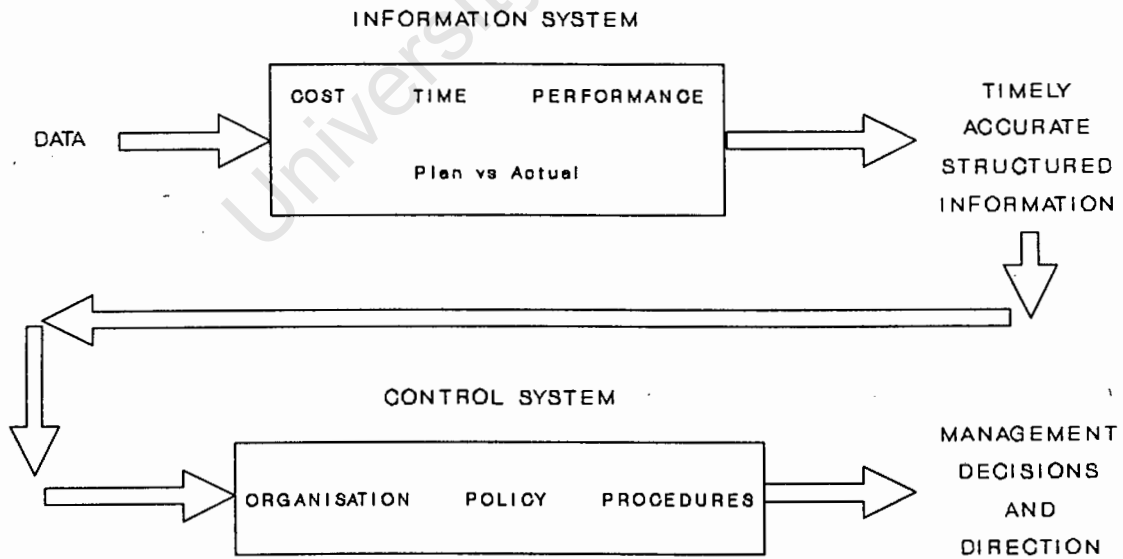 INFORMATION SYSTEM
COST TIME PERFORMANCE
Plan vs Actual
DATA
TIMELY
ACCURATE
STRUCTURED
INFORMATION
CONTROL SYSTEM
ORGANISATION POLICY PROCEDURES
MANAGEMENT
DECISIONS
AND
DIRECTION
University